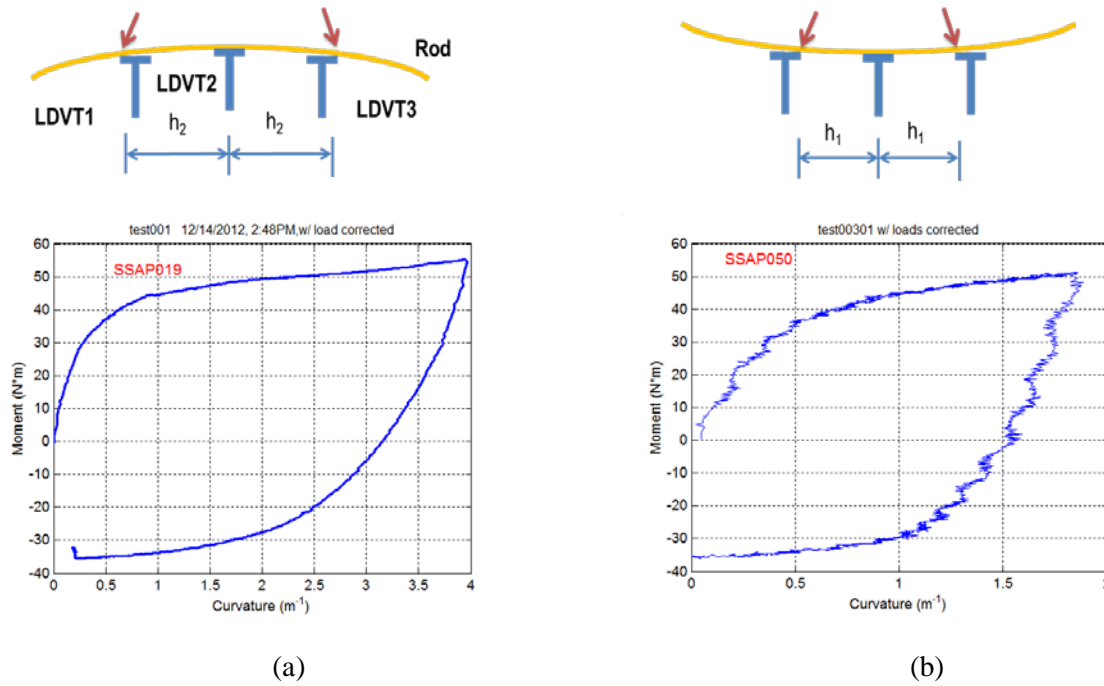 Rod
LDVT1
LDVT2
LDVT3
h2
h2
test001 12/14/2012, 2:48PM,w/ load corrected
SSAP019
60
50
40
30
20
10
0
-10
-20
-30
-40
Moment (N*m)
0 0.5 1 1.5 2 2.5 3 3.5 4
Curvature (m-1)
(a)
h1
h1
test00301 w/ loads corrected
SSAP050
60
50
40
30
20
10
0
-10
-20
-30
-40
Moment (N*m)
0 0.5 1 1.5
Curvature (m-1)
(b)